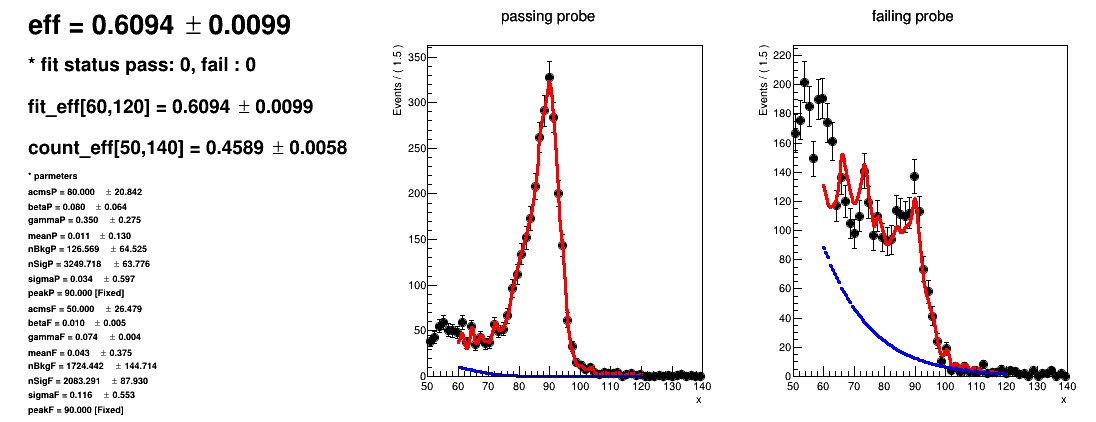 eff = 0.6094 ± 0.0099
* fit status pass: 0, fail : 0
fit_eff[60,120] = 0.6094 ± 0.0099
count_eff[50,140] = 0.4589 ± 0.0058
* parmeters
acmsP = 80.000 ± 20.842
betaP = 0.080 ± 0.064
gammaP = 0.350 ± 0.275
meanP = 0.011 ± 0.130
nBkgP = 126.569 ± 64.525
nSigP = 3249.718 ± 63.776
sigmaP = 0.034 ± 0.597
peakP = 90.000 [Fixed]
acmsF = 50.000 ± 26.479
betaF = 0.010 ± 0.005
gammaF = 0.074 ± 0.004
meanF = 0.043 ± 0.375
nBkgF = 1724.442 ± 144.714
nSigF = 2083.291 ± 87.930
sigmaF = 0.116 ± 0.553
peakF = 90.000 [Fixed]
passing probe
Events / ( 1.5 )
350
300
250
200
150
100
50
0
50 60 70 80 90 100 110 120 130 140
x
failing probe
Events / ( 1.5 )
220
200
180
160
140
120
100
80
60
40
20
0
50 60 70 80 90 100 110 120 130 140
x